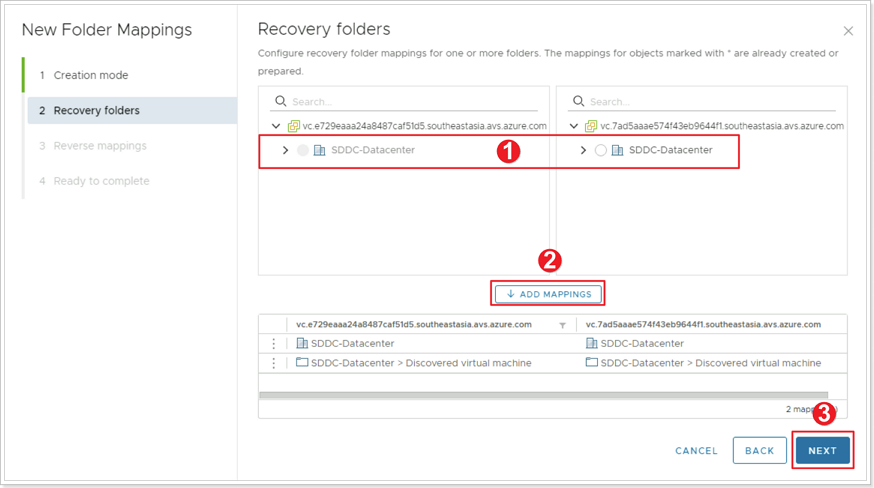 New Folder Mappings
1 Creation mode
2 Recovery folders
3 Reverse mappings
4 Ready to complete
Recovery folders
Configure recovery folder mappings for one or more folders. The mappings for objects marked with * are already created or
prepared.
Search...
vc.e729eaaa24a8487caf51d5.southeastasia.avs.azure.com
SDDC-Datacenter
Search...
vc.7ad5aaae574f43eb9644f1.southeastasia.avs.azure.com
SDDC-Datacenter
1
2
ADD MAPPINGS
vc.e729eaaa24a8487caf51d5.southeastasia.avs.azure.com vc.7ad5aaae574f43eb9644f1.southeastasia.avs.azure.com
SDDC-Datacenter SDDC-Datacenter
SDDC-Datacenter > Discovered virtual machine SDDC-Datacenter > Discovered virtual machine
2
3
CANCEL BACK NEXT